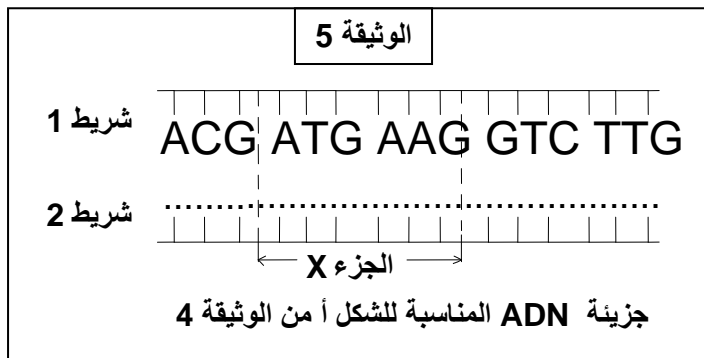 الوثيقة 5
شريط 1 ACG ATG AAG GTC TTG
شريط 2 ..................................................
الجزء X
جزيئة ADN المناسبة للشكل أ من الوثيقة 4